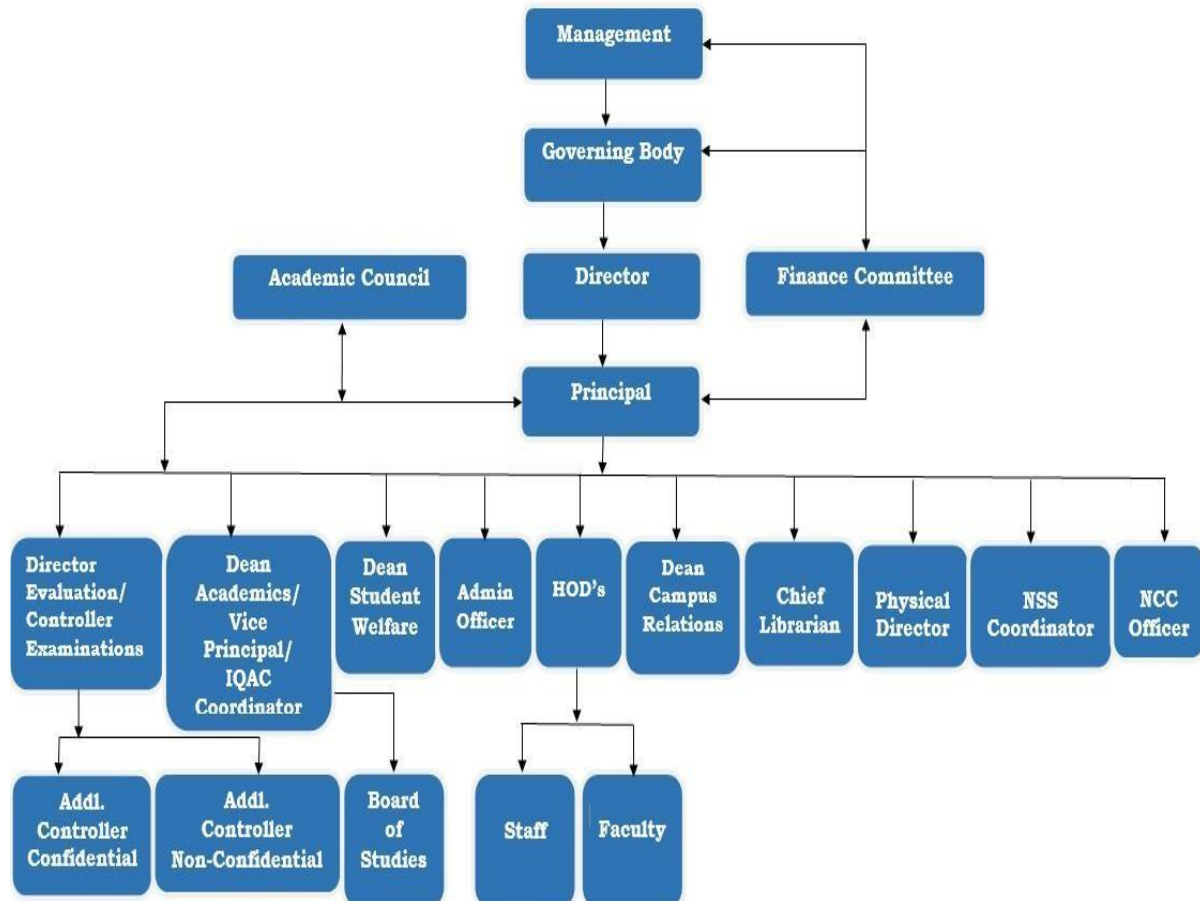 Management
Governing Body
Academic Council
Director
Finance Committee
Principal
Director
Evaluation/
Controller
Examinations
Dean
Academics/
Vice
Principal/
IQAC
Coordinator
Dean
Student
Welfare
Admin
Officer
HOD's
Dean
Campus
Relations
Chief
Librarian
Physical
Director
NSS
Coordinator
NCC
Officer
Addl.
Controller
Confidential
Addl.
Controller
Non-Confidential
Board
of
Studies
Staff
Faculty